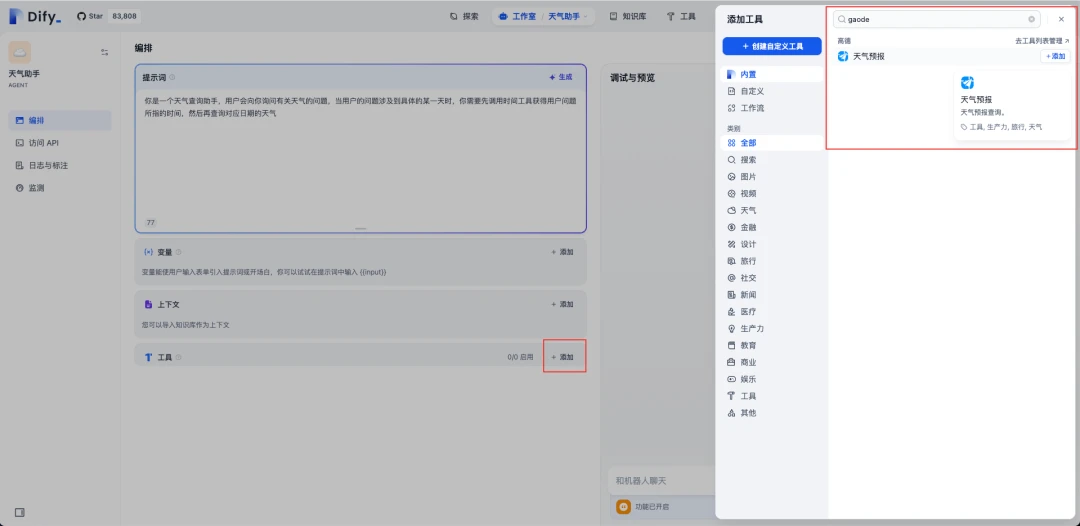 Dify_
Star 83,808
探索
工作室 / 天气助手
知识库
工具
天气助手
AGENT
编排
访问 API
日志与标注
监测
编排
提示词
生成
你是一个天气查询助手，用户会向你询问有关天气的问题，当用户的问题涉及到具体的某一天时，你需要先调用时间工具获得用户问题
所指的时间，然后再查询对应日期的天气
77
{x} 变量
+ 添加
变量能使用户输入表单引入提示词或开场白，你可以试试在提示词中输入 {{input}}
上下文
+ 添加
您可以导入知识库作为上下文
工具
0/0 启用
+ 添加
调试与预览
和机器人聊天
功能已开启
添加工具
+ 创建自定义工具
内置
自定义
工作流
类别
全部
搜索
图片
视频
天气
金融
设计
旅行
社交
新闻
医疗
生产力
教育
商业
娱乐
工具
其他
gaode
高德
去工具列表管理
天气预报
+ 添加
天气预报
天气预报查询。
工具, 生产力, 旅行, 天气